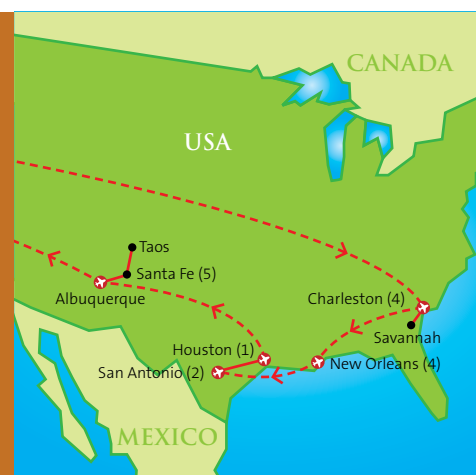 CANADA
USA
Taos
Santa Fe (5)
Albuquerque
Charleston (4)
Savannah
Houston (1)
New Orleans (4)
San Antonio (2)
MEXICO